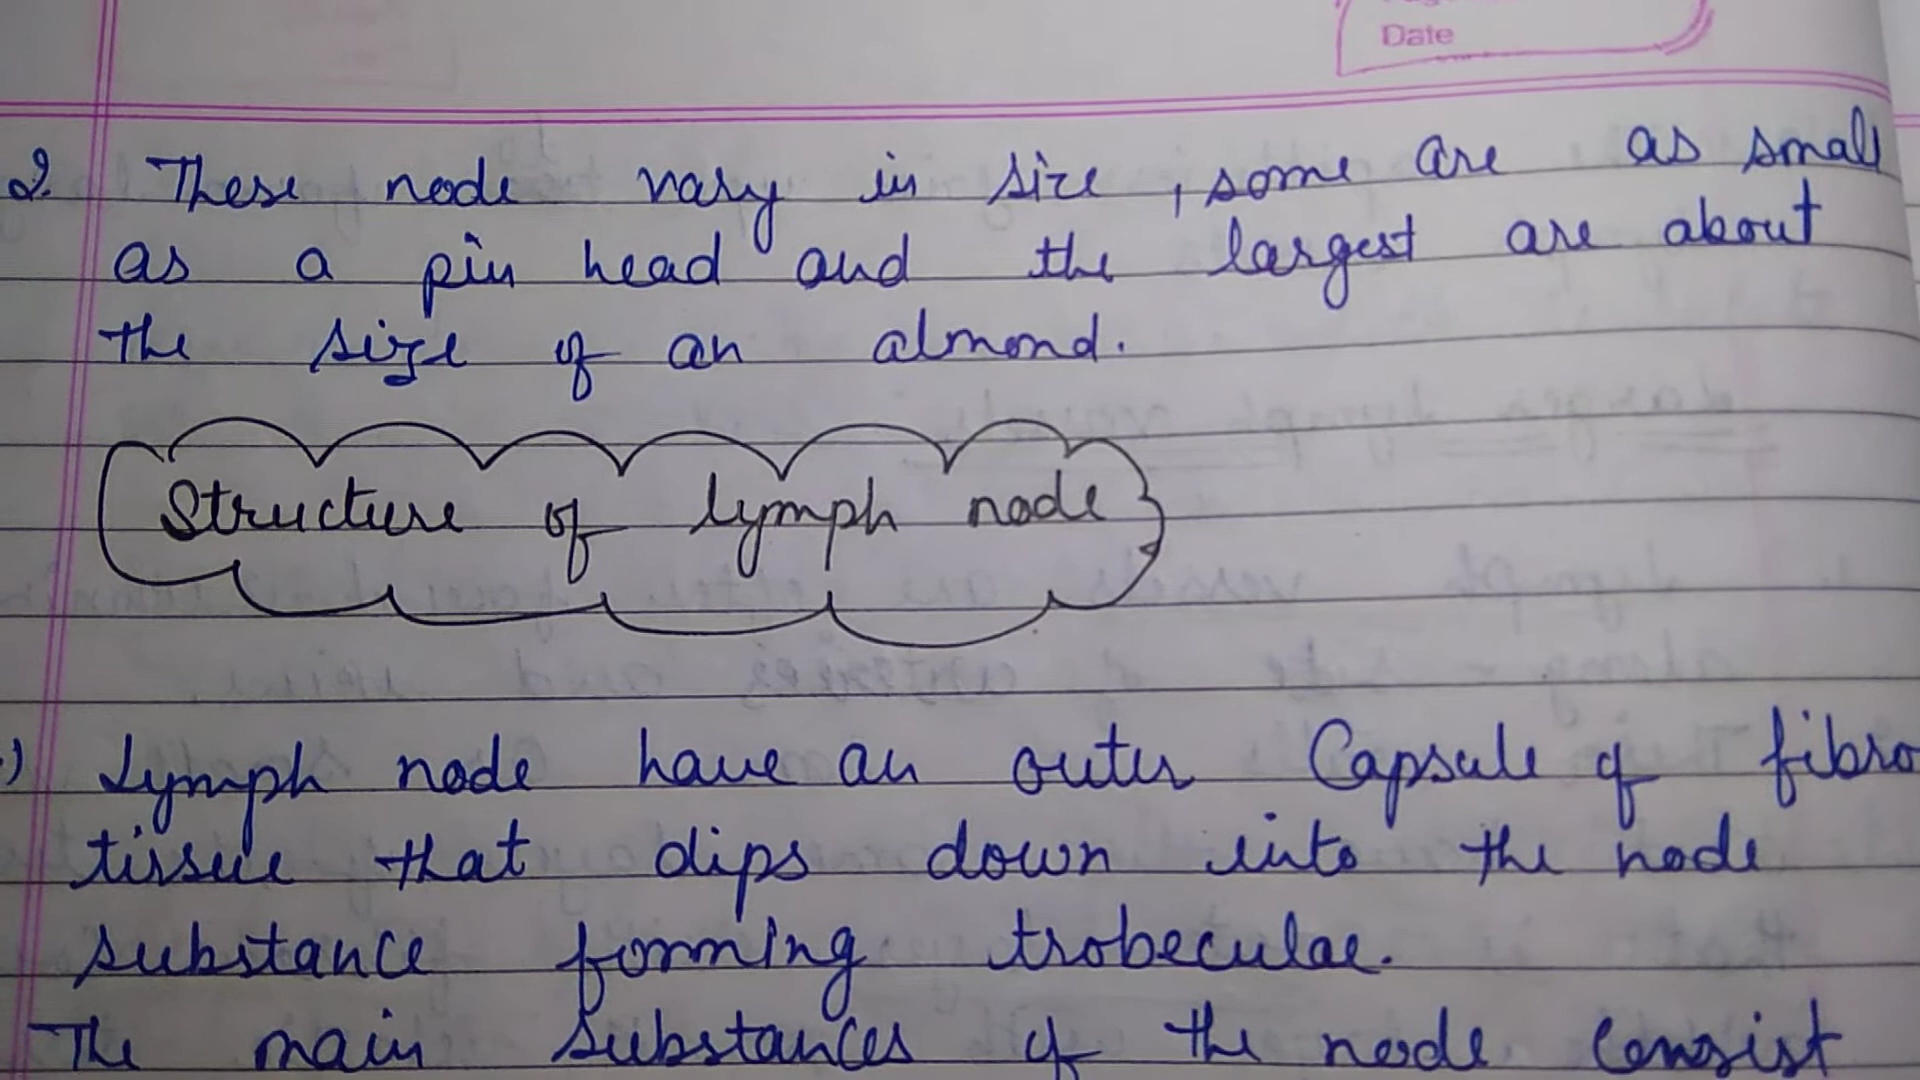 Date
2. These node vary in size, some are as small
as a pin head and the largest are about
the size of an almond.
Structure of lymph node
Lymph node have an outer Capsule of fibro
tissue that dips down into the node
substance forming trobeculae.
The main substances of the node consist